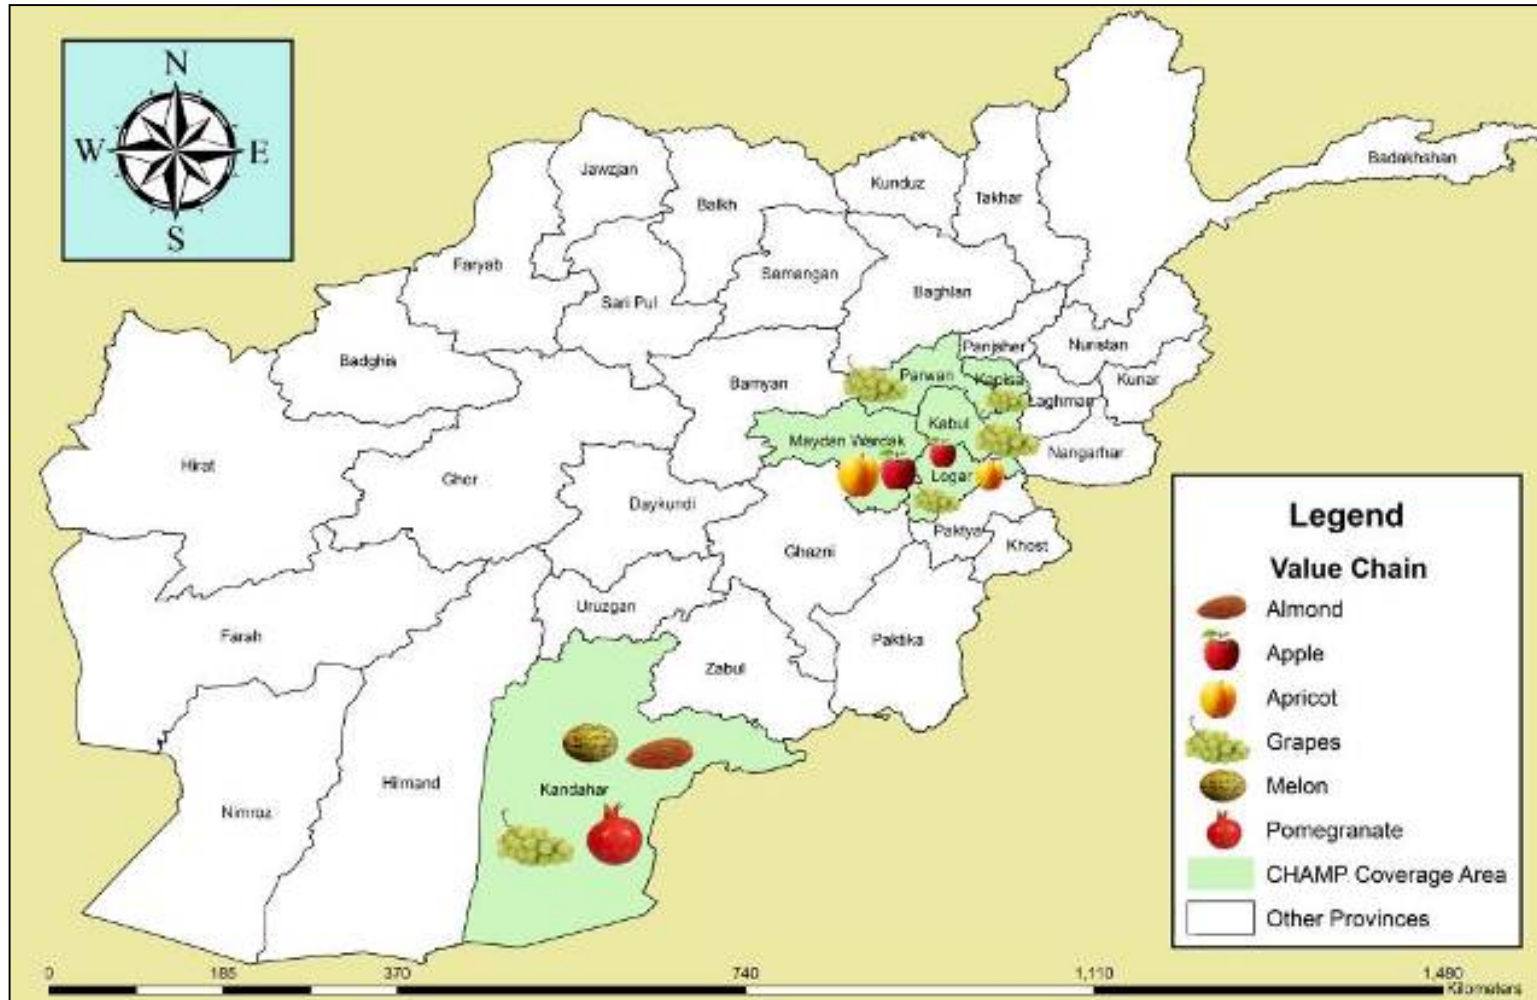 N
W E
S
Jawzjan
Balkh
Kunduz
Takhar
Badakhshan
Faryab
Sari Pul
Samangan
Baghlan
Badghis
Bamyan
Panjsher
Nuristan
Parwan
Kapisa
Kunar
Laghman
Kabul
Maydan Wardak
Nangarhar
Hirat
Ghor
Logar
Daykundi
Paktya
Khost
Ghazni
Uruzgan
Farah
Paktika
Zabul
Kandahar
Hilmand
Nimroz
Legend
Value Chain
Almond
Apple
Apricot
Grapes
Melon
Pomegranate
CHAMP Coverage Area
Other Provinces
0 185 370 740 1,110 1,480
Kilometers